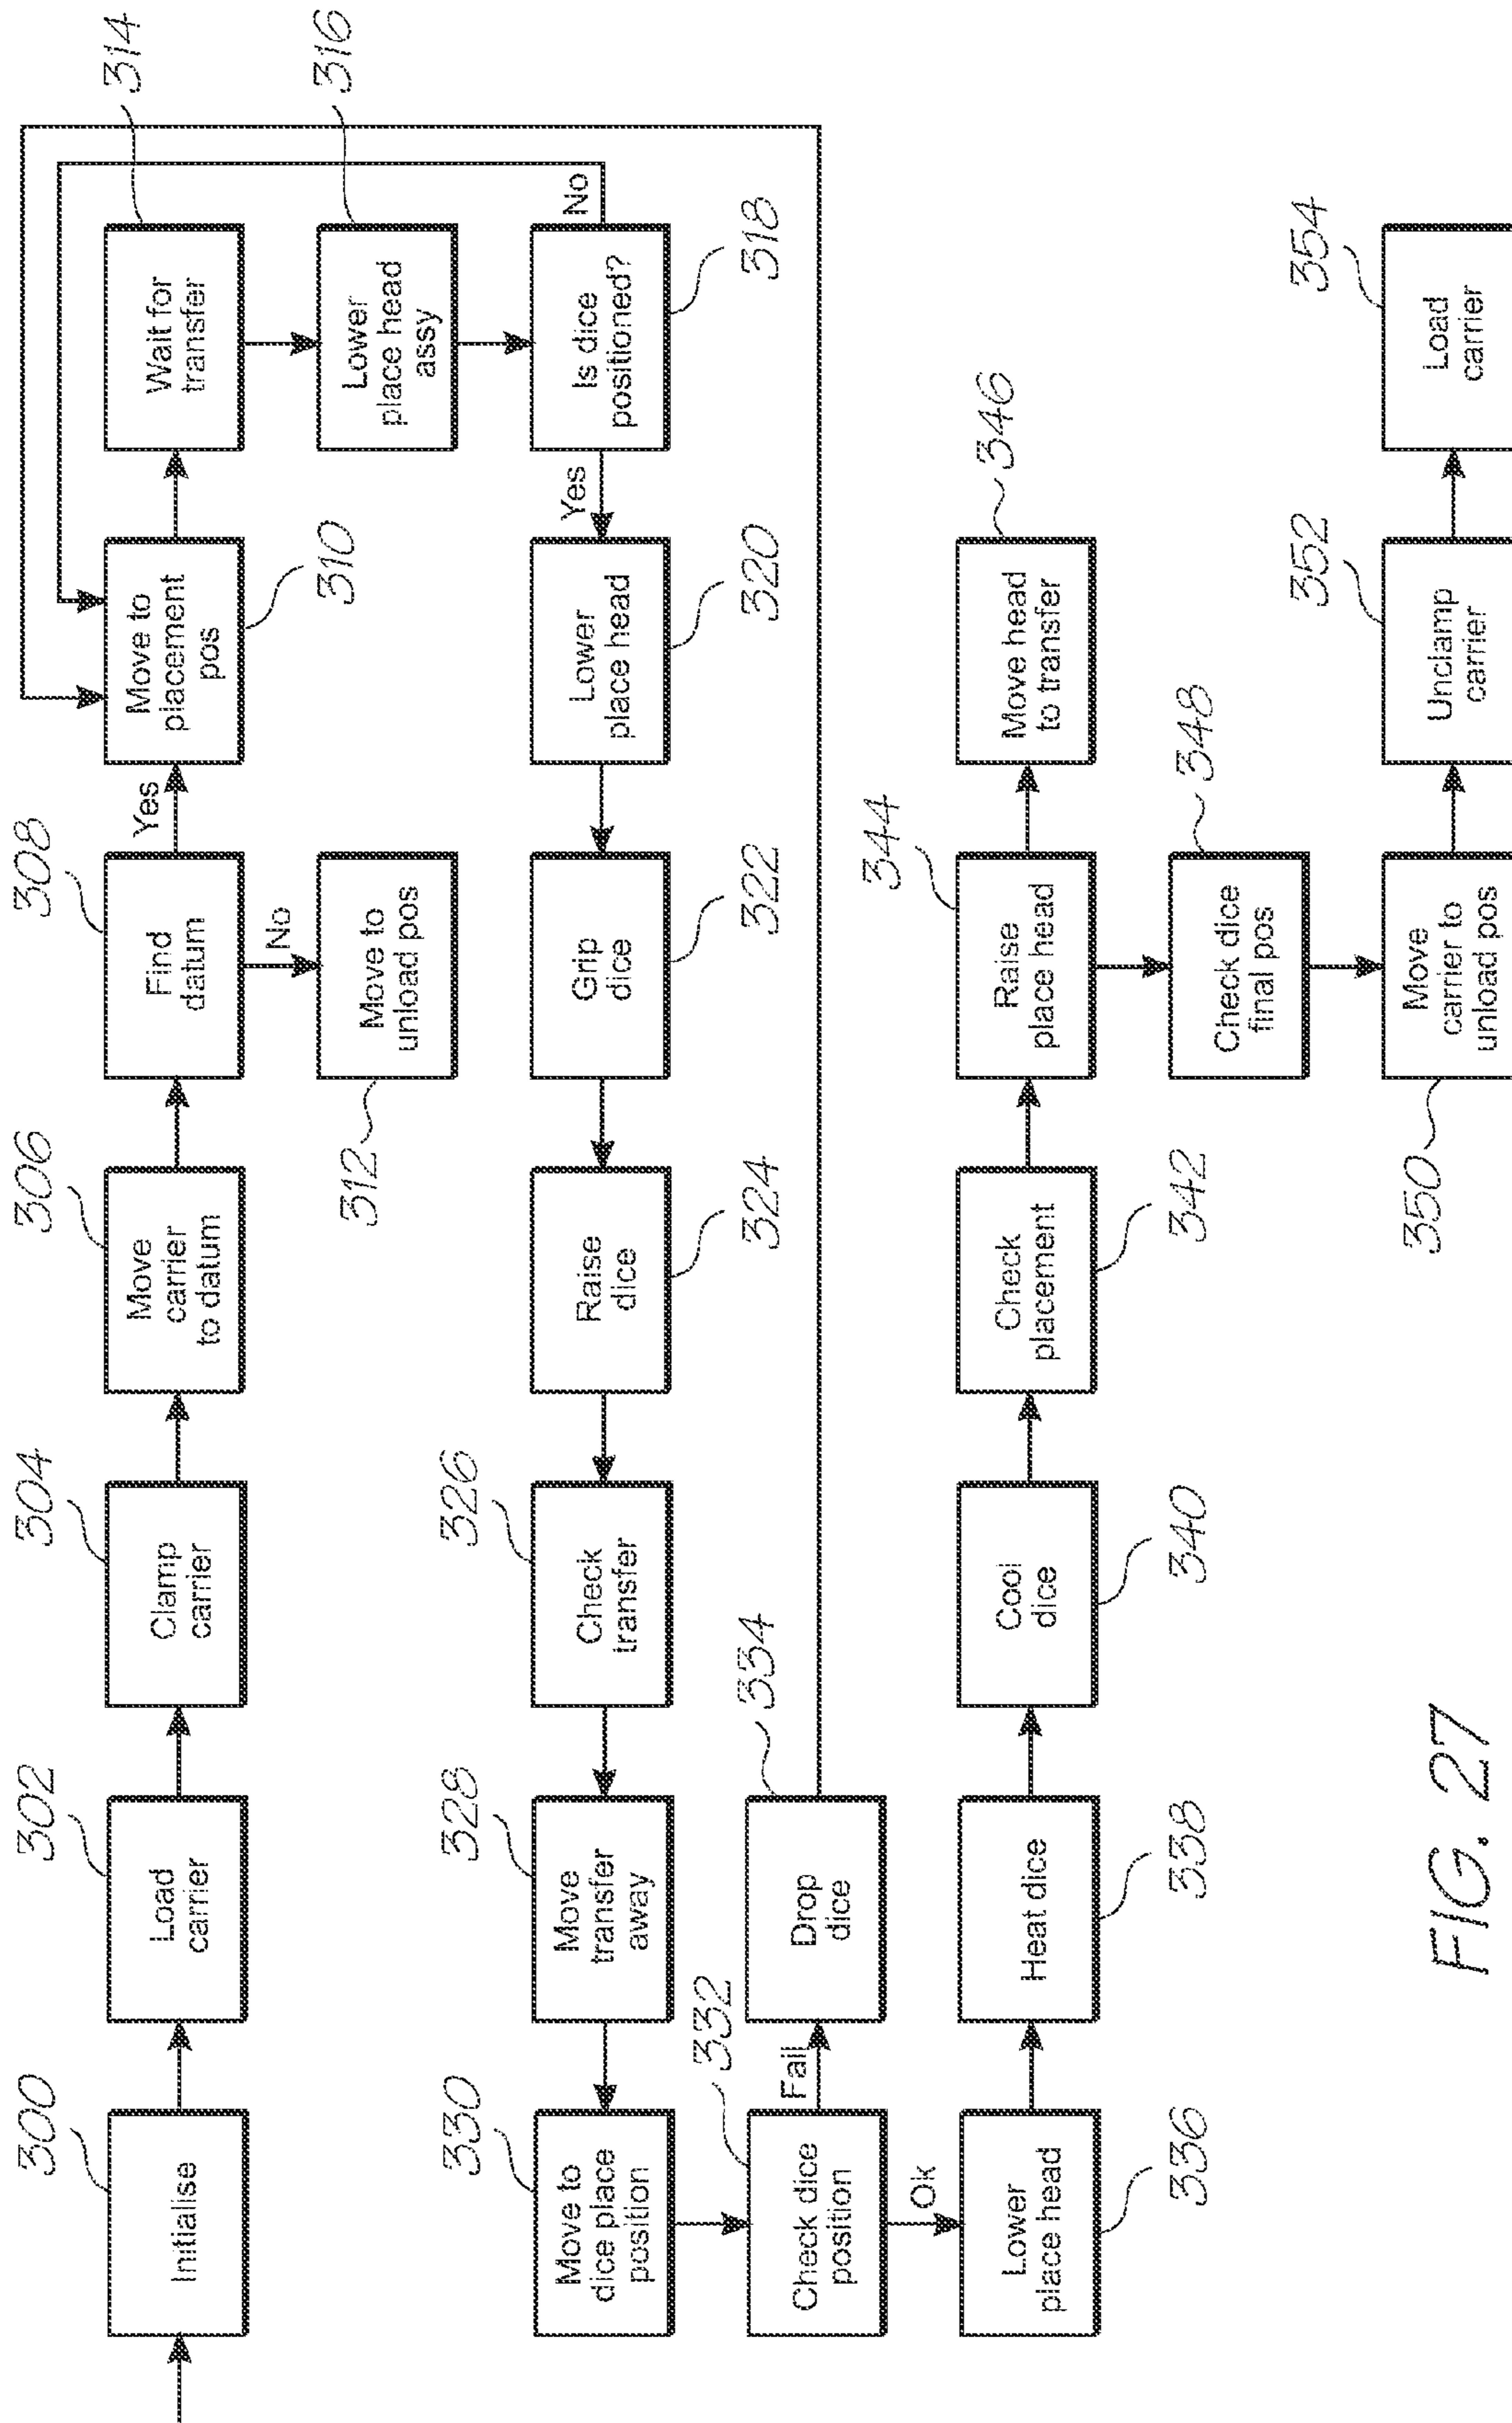 300
Initialise
302
Load
carrier
304
Clamp
carrier
306
Move
carrier
to datum
308
Find
datum
Yes
No
Move to
placement
pos
310
Move to
unload pos
312
314
Wait for
transfer
316
Lower
place head
assy
Is dice
positioned?
318
No
Yes
Lower
place head
320
Grip
dice
322
Raise
dice
324
326
Check
transfer
328
Move
transfer
away
330
Move to
dice place
position
332
Check dice
position
Fail
334
Drop
dice
Ok
Lower
place head
336
Heat dice
338
Cool
dice
340
Check
placement
342
344
Raise
place head
Move head
to transfer
346
348
Check dice
final pos
Move
carrier to
unload pos
350
352
Unclamp
carrier
354
Load
carrier
FIG. 27